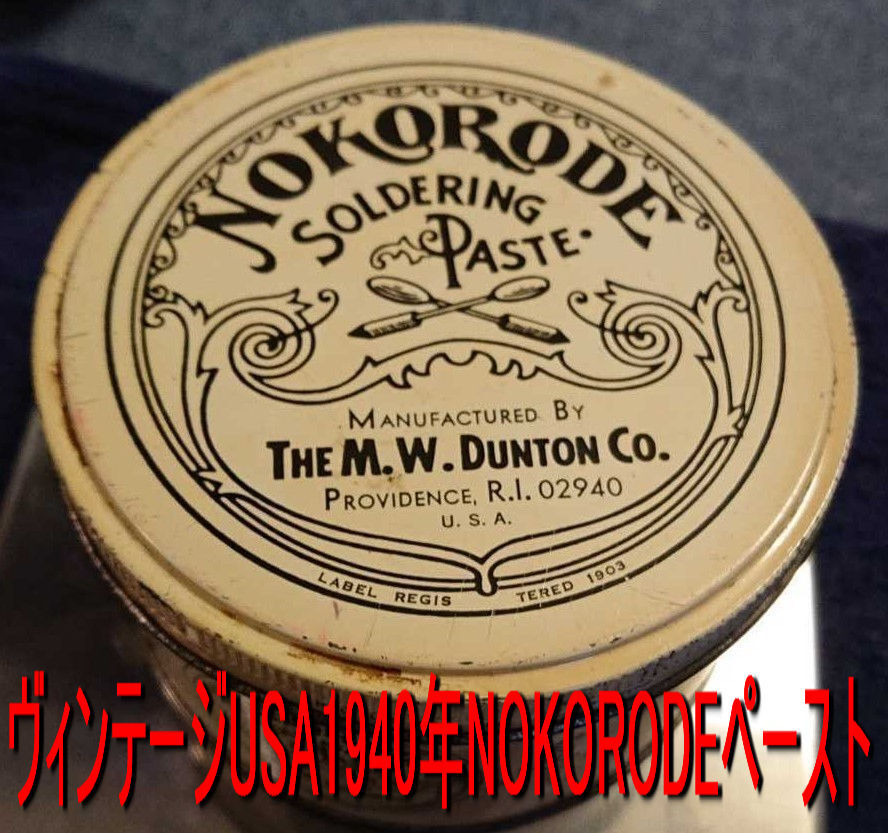 NOKORODE
SOLDERING
PASTE.
MANUFACTURED BY
THE M.W. DUNTON CO.
PROVIDENCE, R.I. 02940
U.S.A.
LABEL REGISTERED 1903
ヴィンテージUSA1940年NOKORODEペースト